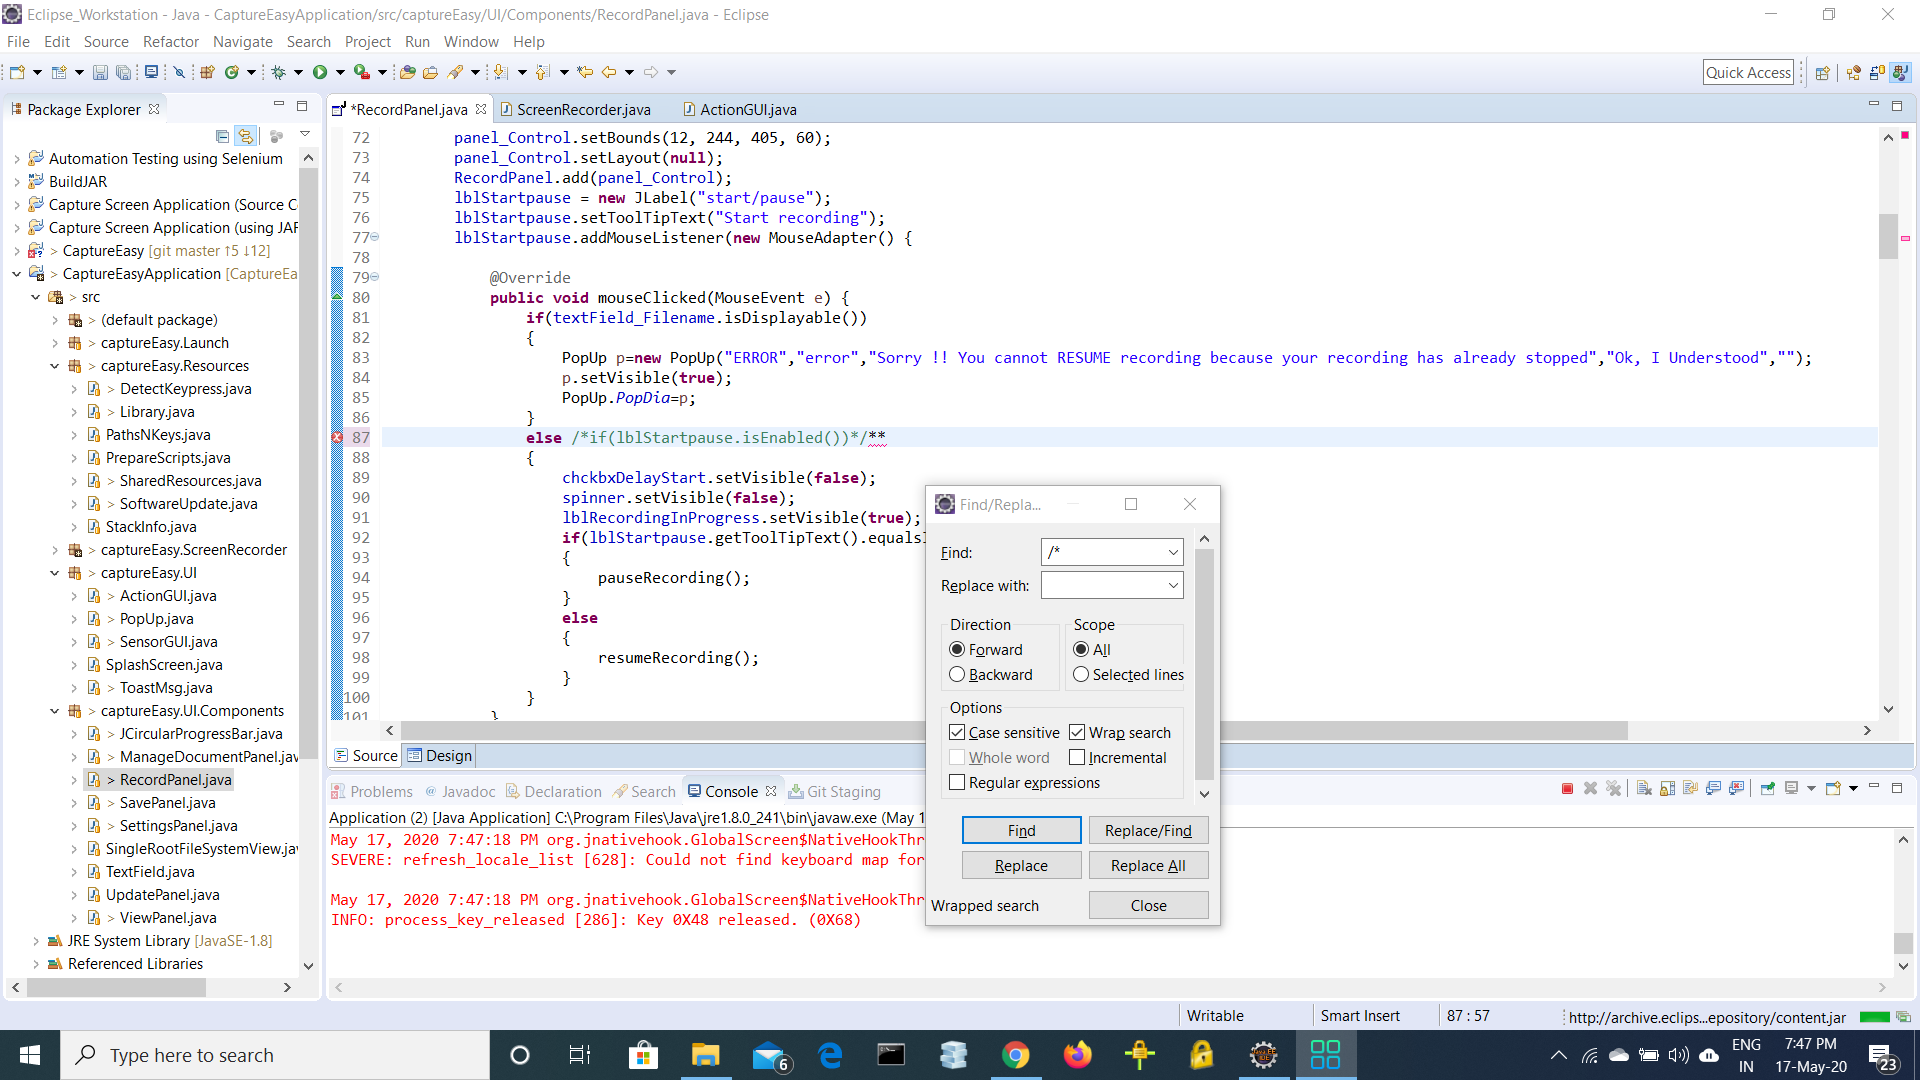 Eclipse_Workstation - Java - CaptureEasyApplication/src/captureEasy/UI/Components/RecordPanel.java - Eclipse
File Edit Source Refactor Navigate Search Project Run Window Help
Quick Access
Package Explorer
*RecordPanel.java ScreenRecorder.java ActionGUI.java
Automation Testing using Selenium
BuildJAR
Capture Screen Application (Source C
Capture Screen Application (using JAR
> CaptureEasy [git master ↑5 ↓12]
> CaptureEasyApplication [CaptureEa
> src
> (default package)
> captureEasy.Launch
> captureEasy.Resources
> DetectKeypress.java
> Library.java
PathsNKeys.java
> PrepareScripts.java
> SharedResources.java
> SoftwareUpdate.java
StackInfo.java
> captureEasy.ScreenRecorder
> captureEasy.UI
> ActionGUI.java
> PopUp.java
> SensorGUI.java
SplashScreen.java
> ToastMsg.java
> captureEasy.UI.Components
> JCircularProgressBar.java
> ManageDocumentPanel.jav
> RecordPanel.java
> SavePanel.java
> SettingsPanel.java
> SingleRootFileSystemView.jav
TextField.java
UpdatePanel.java
> ViewPanel.java
JRE System Library [JavaSE-1.8]
Referenced Libraries
72 panel_Control.setBounds(12, 244, 405, 60);
73 panel_Control.setLayout(null);
74 RecordPanel.add(panel_Control);
75 lblStartpause = new JLabel("start/pause");
76 lblStartpause.setToolTipText("Start recording");
77 lblStartpause.addMouseListener(new MouseAdapter() {
78
79 @Override
80 public void mouseClicked(MouseEvent e) {
81 if(textField_Filename.isDisplayable())
82 {
83 PopUp p=new PopUp("ERROR","error","Sorry !! You cannot RESUME recording because your recording has already stopped","Ok, I Understood","");
84 p.setVisible(true);
85 PopUp.PopDia=p;
86 }
87 else /*if(lblStartpause.isEnabled())*/**
88 {
89 chckbxDelayStart.setVisible(false);
90 spinner.setVisible(false);
91 lblRecordingInProgress.setVisible(true);
92 if(lblStartpause.getToolTipText().equals
93 {
94 pauseRecording();
95 }
96 else
97 {
98 resumeRecording();
99 }
100 }
101 }
Source Design
Find/Repla...
Find: /*
Replace with:
Direction Scope
Forward All
Backward Selected lines
Options
Case sensitive Wrap search
Whole word Incremental
Regular expressions
Find Replace/Find
Replace Replace All
Wrapped search Close
Problems Javadoc Declaration Search Console Git Staging
Application (2) [Java Application] C:\Program Files\Java\jre1.8.0_241\bin\javaw.exe (May 1
May 17, 2020 7:47:18 PM org.jnativehook.GlobalScreen$NativeHookThr
SEVERE: refresh_locale_list [628]: Could not find keyboard map for
May 17, 2020 7:47:18 PM org.jnativehook.GlobalScreen$NativeHookThr
INFO: process_key_released [286]: Key 0X48 released. (0X68)
Writable Smart Insert 87 : 57 http://archive.eclips...epository/content.jar
Type here to search
6
ENG
IN
7:47 PM
17-May-20
23